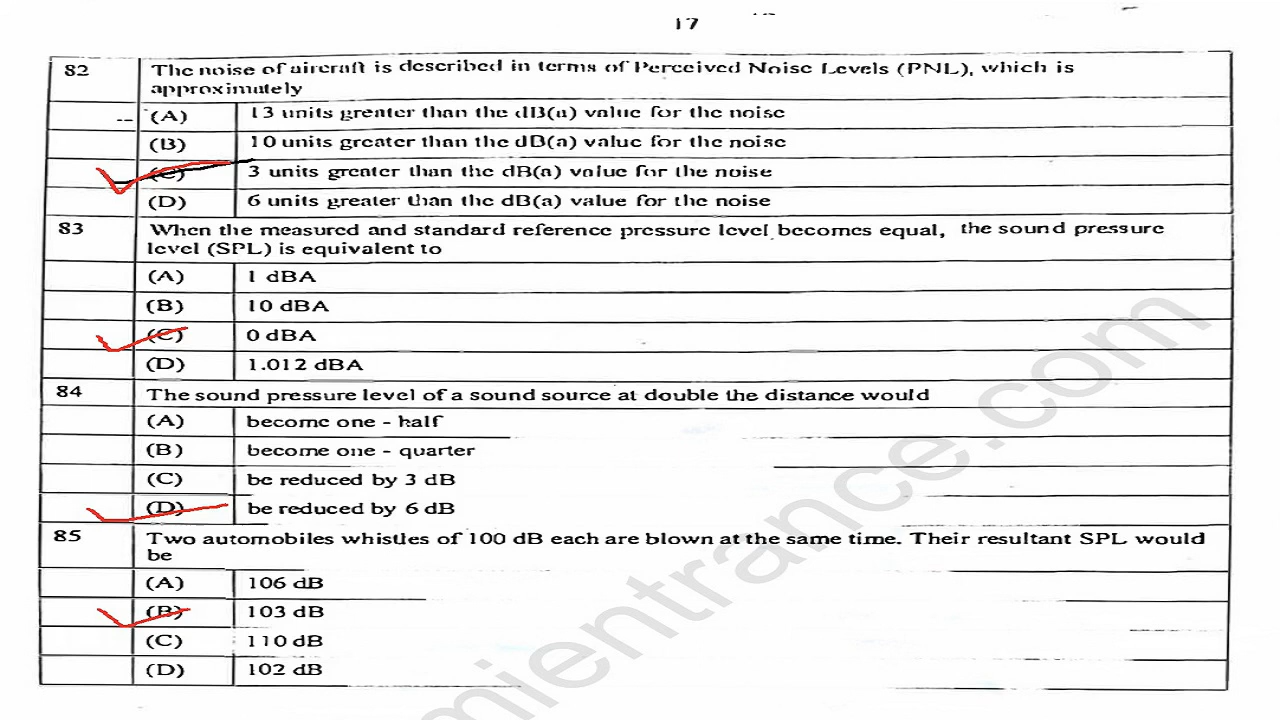 17
82 The noise of aircraft is described in terms of Perceived Noise Levels (PNL), which is
approximately
(A) 13 units greater than the dB(a) value for the noise
(B) 10 units greater than the dB(a) value for the noise
(C) 3 units greater than the dB(a) value for the noise
(D) 6 units greater than the dB(a) value for the noise
83 When the measured and standard reference pressure level becomes equal, the sound pressure
level (SPL) is equivalent to
(A) 1 dBA
(B) 10 dBA
(C) 0 dBA
(D) 1.012 dBA
84 The sound pressure level of a sound source at double the distance would
(A) become one - half
(B) become one - quarter
(C) be reduced by 3 dB
(D) be reduced by 6 dB
85 Two automobiles whistles of 100 dB each are blown at the same time. Their resultant SPL would
be
(A) 106 dB
(B) 103 dB
(C) 110 dB
(D) 102 dB
mientrance.com